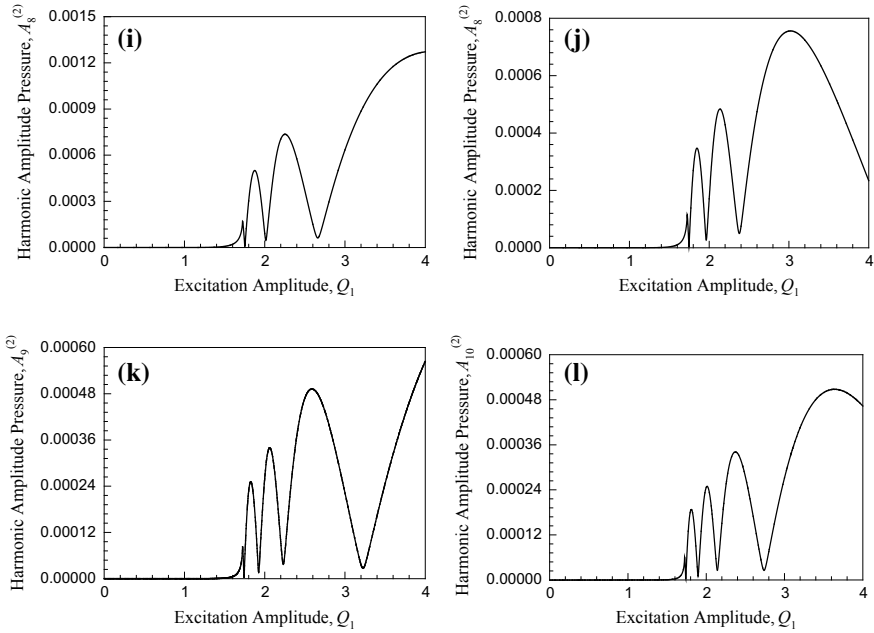 (i)
Harmonic Amplitude Pressure, A8(2)
0.0015
0.0012
0.0009
0.0006
0.0003
0.0000
0 1 2 3 4
Excitation Amplitude, Q1
(j)
Harmonic Amplitude Pressure, A8(2)
0.0008
0.0006
0.0004
0.0002
0.0000
0 1 2 3 4
Excitation Amplitude, Q1
(k)
Harmonic Amplitude Pressure, A9(2)
0.00060
0.00048
0.00036
0.00024
0.00012
0.00000
0 1 2 3 4
Excitation Amplitude, Q1
(l)
Harmonic Amplitude Pressure, A10(2)
0.00060
0.00048
0.00036
0.00024
0.00012
0.00000
0 1 2 3 4
Excitation Amplitude, Q1